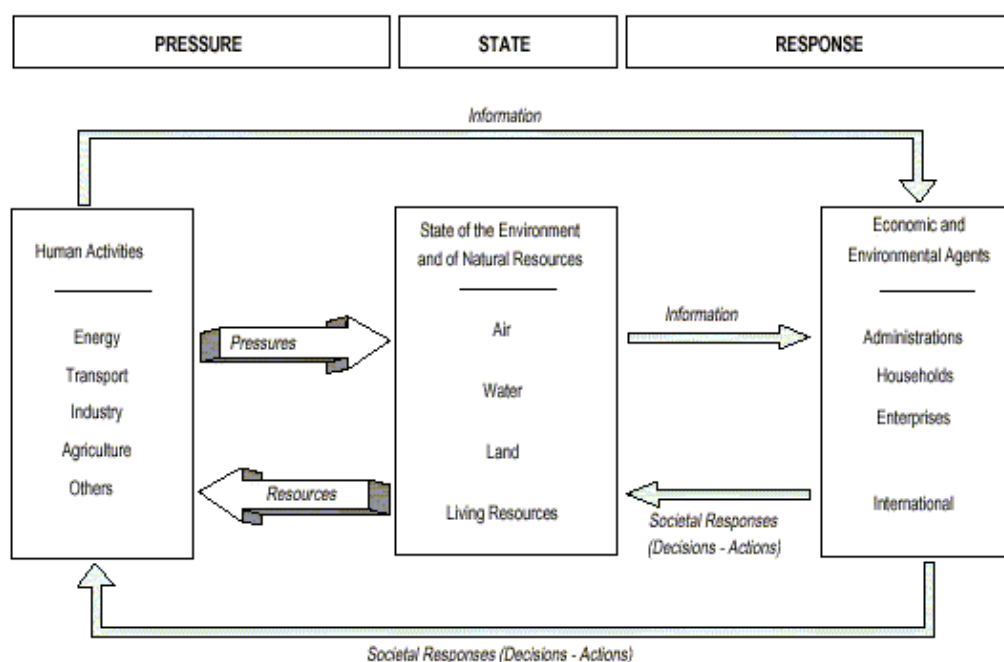 PRESSURE
STATE
RESPONSE
Information
Human Activities
Energy
Transport
Industry
Agriculture
Others
Pressures
Resources
State of the Environment
and of Natural Resources
Air
Water
Land
Living Resources
Information
Societal Responses
(Decisions - Actions)
Economic and
Environmental Agents
Administrations
Households
Enterprises
International
Societal Responses (Decisions - Actions)